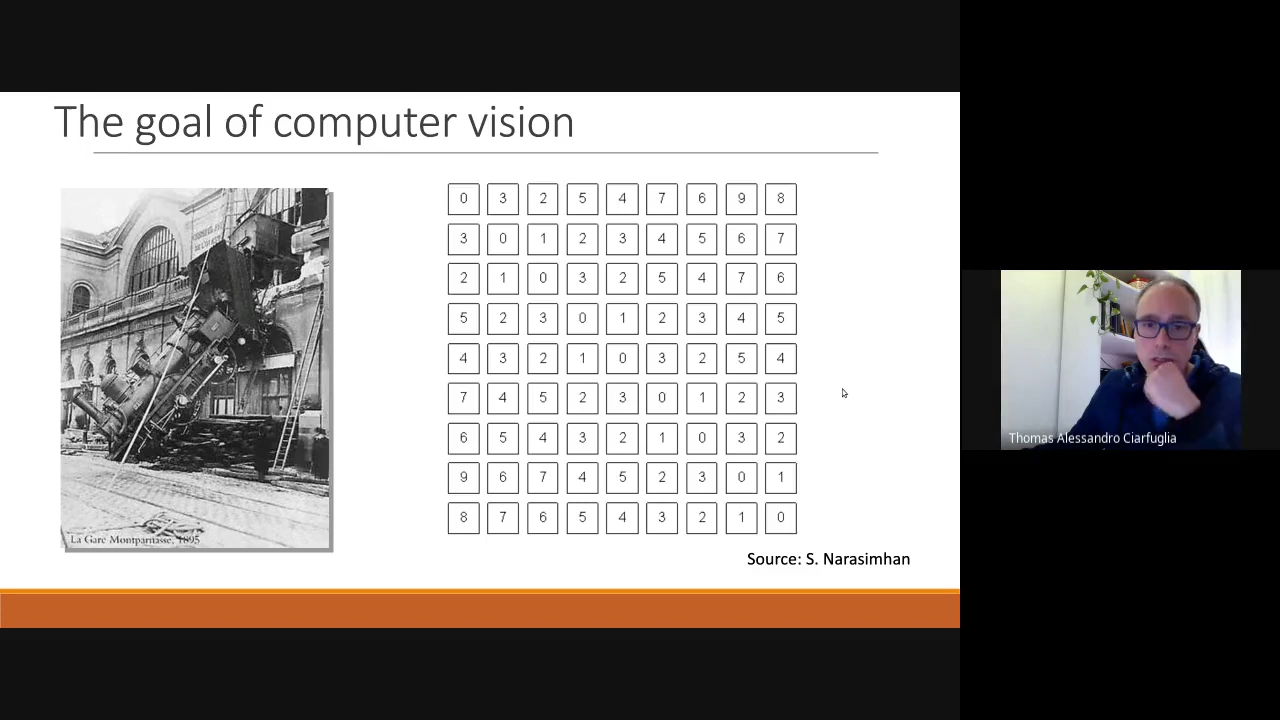 The goal of computer vision
0 3 2 5 4 7 6 9 8
3 0 1 2 3 4 5 6 7
2 1 0 3 2 5 4 7 6
5 2 3 0 1 2 3 4 5
4 3 2 1 0 3 2 5 4
7 4 5 2 3 0 1 2 3
6 5 4 3 2 1 0 3 2
9 6 7 4 5 2 3 0 1
8 7 6 5 4 3 2 1 0
La Gare Montparnasse, 1895
Source: S. Narasimhan
Thomas Alessandro Ciarfuglia